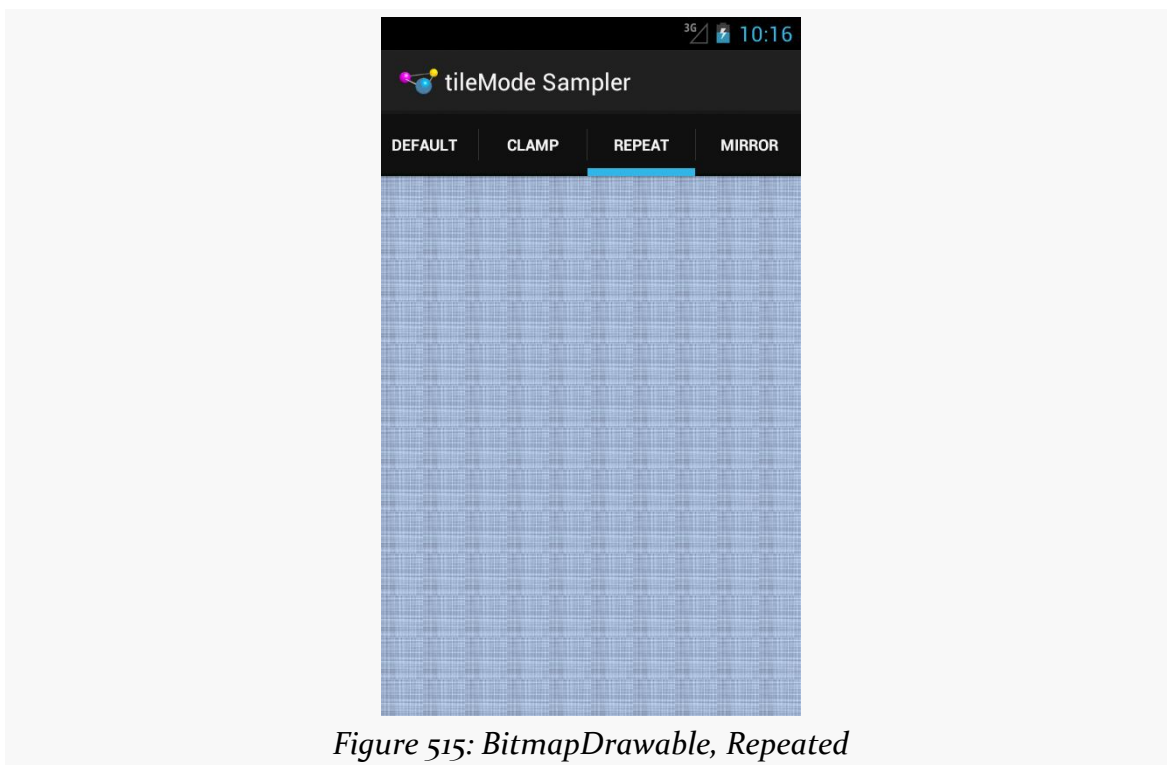 3G 10:16
tileMode Sampler
DEFAULT CLAMP REPEAT MIRROR
Figure 515: BitmapDrawable, Repeated